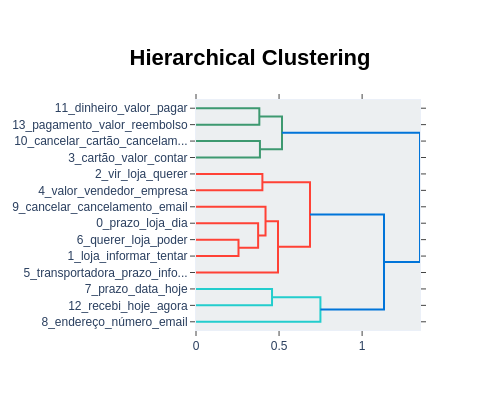 Hierarchical Clustering
11_dinheiro_valor_pagar
13_pagamento_valor_reembolso
10_cancelar_cartão_cancelam...
3_cartão_valor_contar
2_vir_loja_querer
4_valor_vendedor_empresa
9_cancelar_cancelamento_email
0_prazo_loja_dia
6_querer_loja_poder
1_loja_informar_tentar
5_transportadora_prazo_info...
7_prazo_data_hoje
12_recebi_hoje_agora
8_endereço_número_email
0 0.5 1